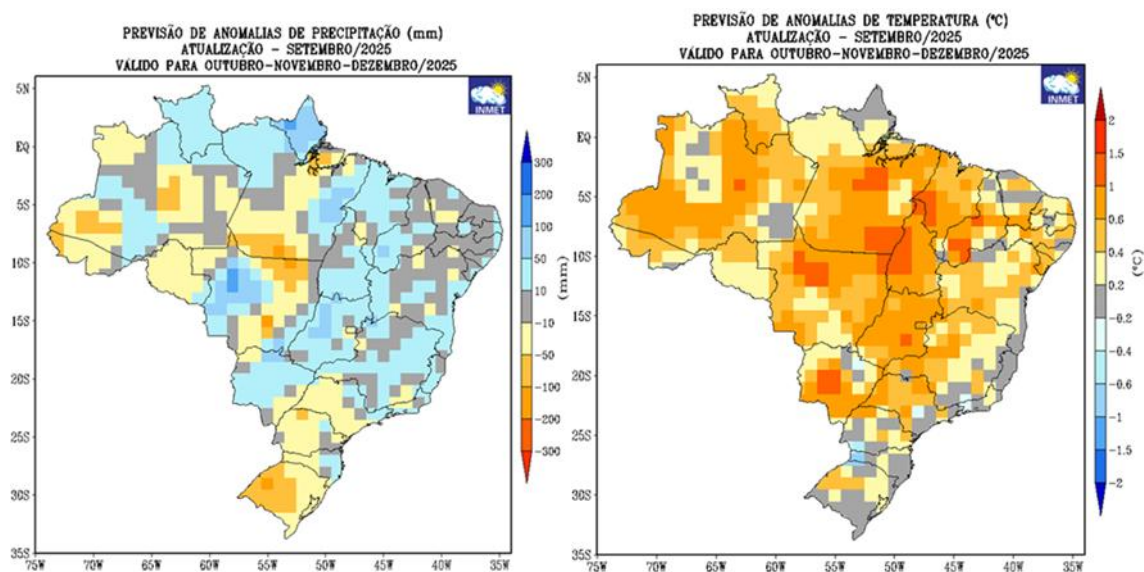 PREVISÃO DE ANOMALIAS DE PRECIPITAÇÃO (mm)
ATUALIZAÇÃO – SETEMBRO/2025
VÁLIDO PARA OUTUBRO–NOVEMBRO–DEZEMBRO/2025
INMET
5N
EQ
5S
10S
15S
20S
25S
30S
35S
75W
70W
65W
60W
55W
50W
45W
40W
35W
300
200
100
50
10
-10
-50
-100
-200
-300
(mm)
PREVISÃO DE ANOMALIAS DE TEMPERATURA (°C)
ATUALIZAÇÃO – SETEMBRO/2025
VÁLIDO PARA OUTUBRO–NOVEMBRO–DEZEMBRO/2025
INMET
5N
EQ
5S
10S
15S
20S
25S
30S
35S
75W
70W
65W
60W
55W
50W
45W
40W
35W
2
1.5
1
0.6
0.4
0.2
-0.2
-0.4
-0.6
-1
-1.5
-2
(°C)